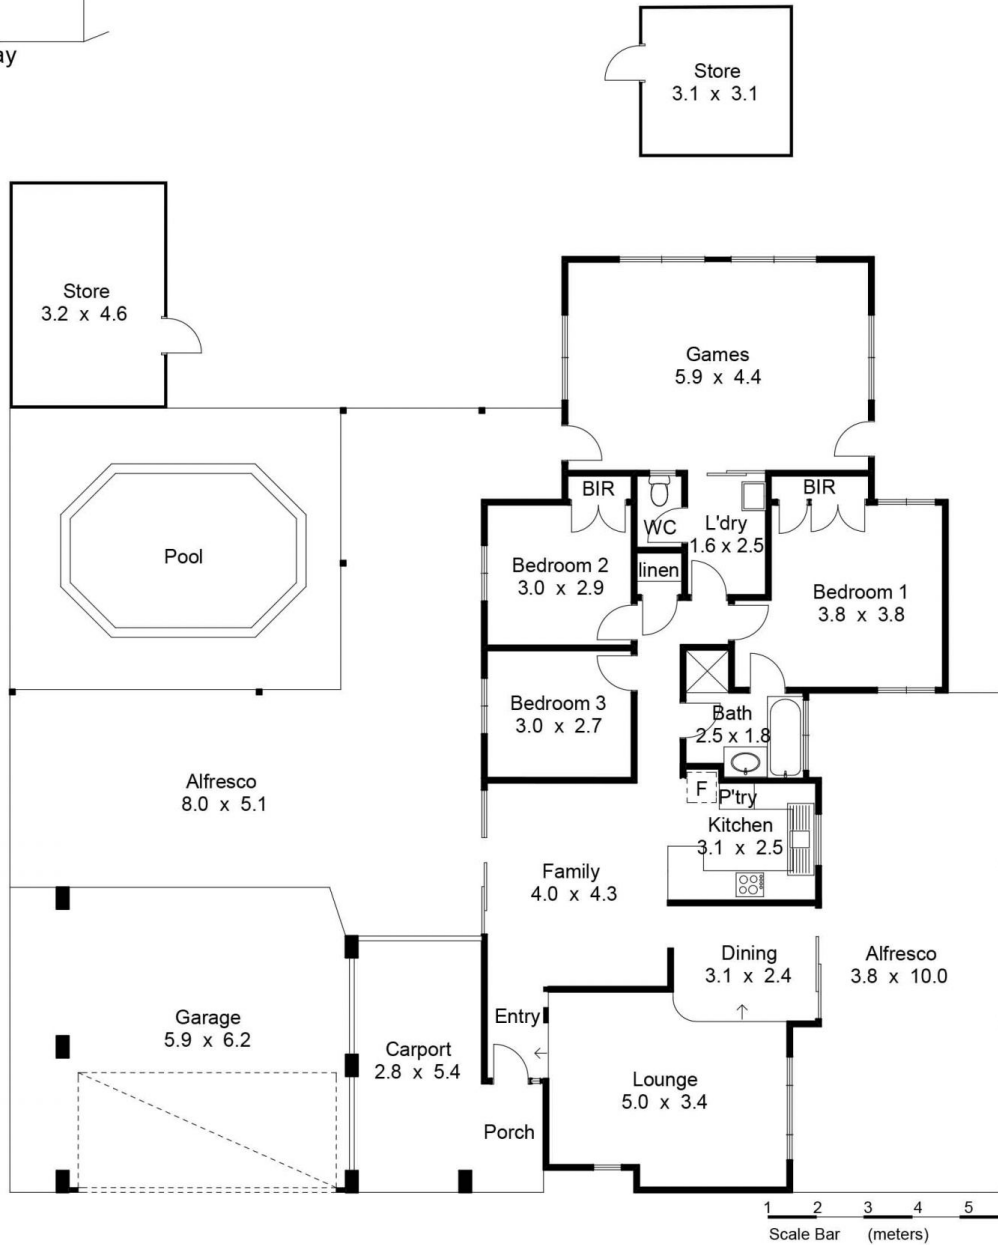 ay
Store
3.1 x 3.1
Store
3.2 x 4.6
Games
5.9 x 4.4
BIR
BIR
WC
L'dry
1.6 x 2.5
linen
Bedroom 2
3.0 x 2.9
Bedroom 1
3.8 x 3.8
Pool
Bedroom 3
3.0 x 2.7
Bath
2.5 x 1.8
Alfresco
8.0 x 5.1
F
P'try
Kitchen
3.1 x 2.5
Family
4.0 x 4.3
Dining
3.1 x 2.4
Alfresco
3.8 x 10.0
Entry
Garage
5.9 x 6.2
Carport
2.8 x 5.4
Lounge
5.0 x 3.4
Porch
1 2 3 4 5
Scale Bar (meters)